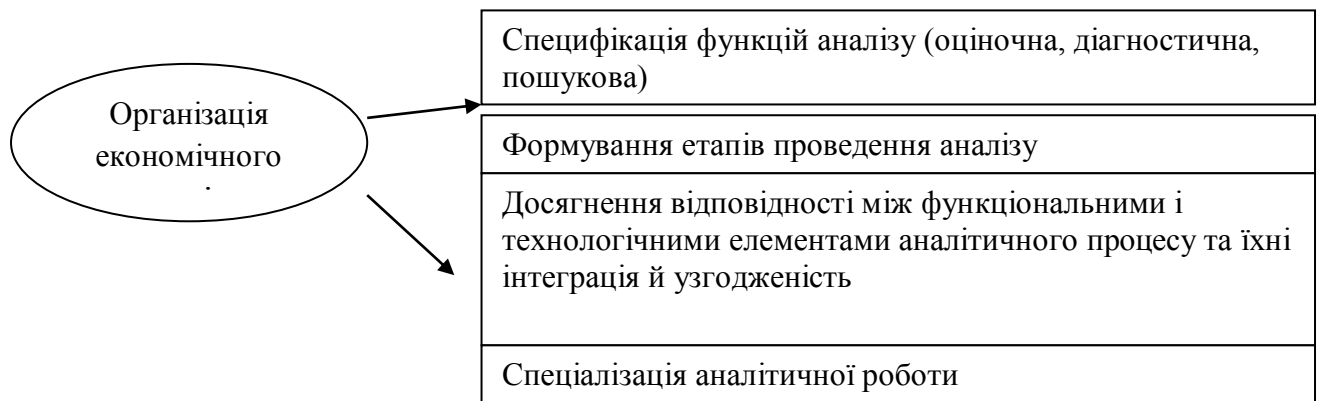 Специфікація функцій аналізу (оціночна, діагностична,
пошукова)
Організація
економічного
Формування етапів проведення аналізу
Досягнення відповідності між функціональними і
технологічними елементами аналітичного процесу та їхні
інтеграція й узгодженість
Спеціалізація аналітичної роботи